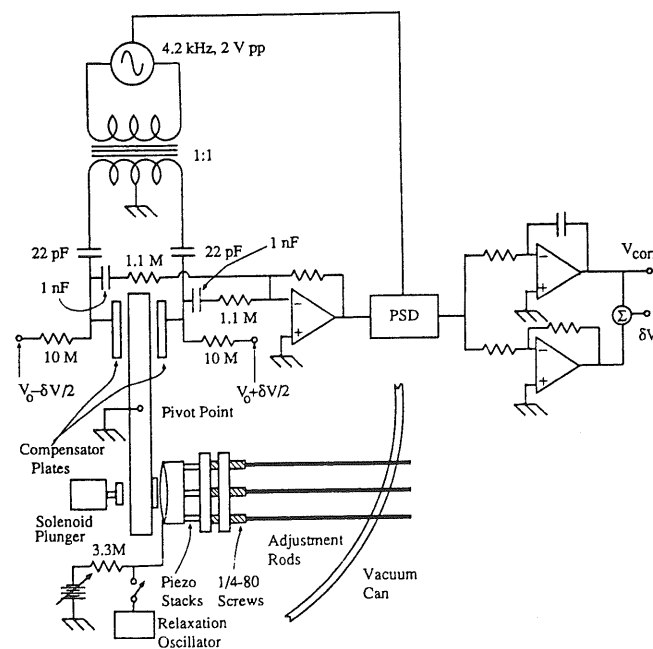 4.2 kHz, 2 V pp
1:1
22 pF
22 pF
1 nF
1.1 M
1 nF
1.1 M
10 M
10 M
V₀−δV/2
V₀+δV/2
PSD
V
Σ
Pivot Point
Compensator
Plates
Solenoid
Plunger
3.3M
Piezo
Stacks
1/4-80
Screws
Adjustment
Rods
Vacuum
Can
Relaxation
Oscillator
−
+
−
+
−
+